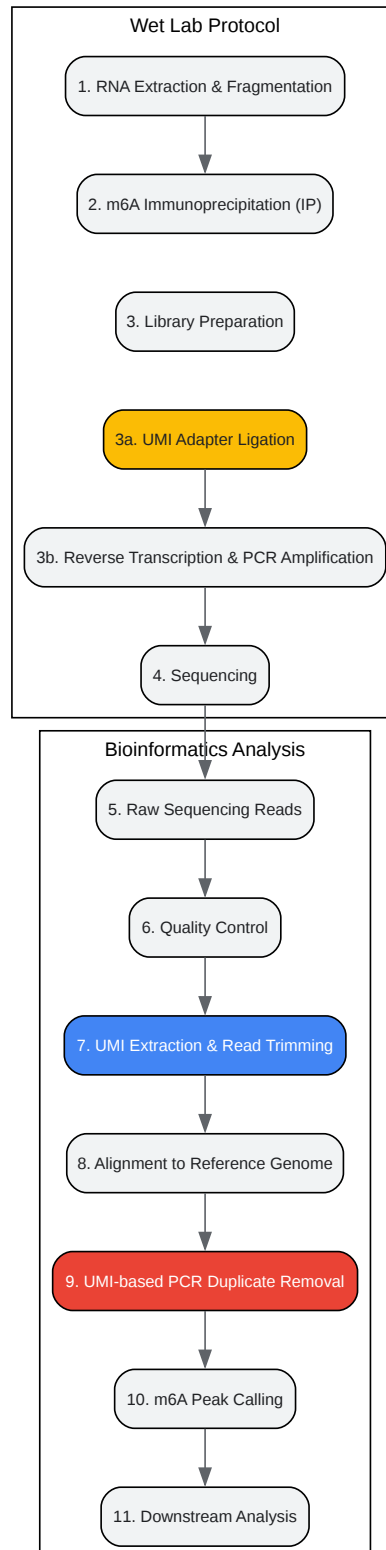 Wet Lab Protocol
1. RNA Extraction & Fragmentation
2. m6A Immunoprecipitation (IP)
3. Library Preparation
3a. UMI Adapter Ligation
3b. Reverse Transcription & PCR Amplification
4. Sequencing
Bioinformatics Analysis
5. Raw Sequencing Reads
6. Quality Control
7. UMI Extraction & Read Trimming
8. Alignment to Reference Genome
9. UMI-based PCR Duplicate Removal
10. m6A Peak Calling
11. Downstream Analysis